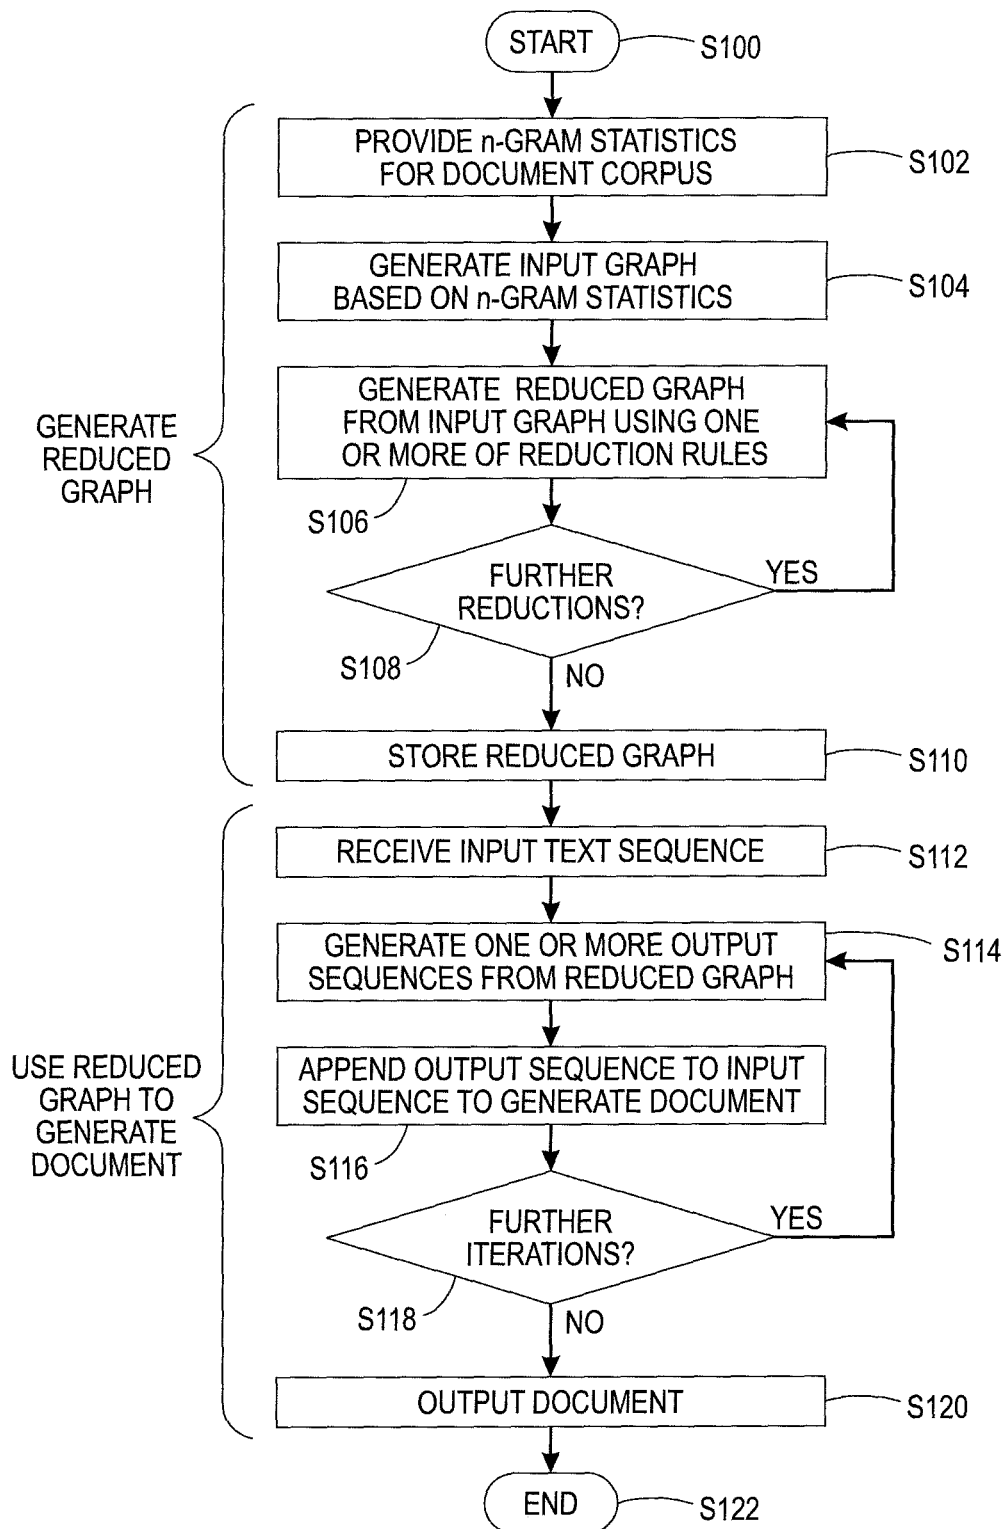 START
S100
PROVIDE n-GRAM STATISTICS
FOR DOCUMENT CORPUS
S102
GENERATE INPUT GRAPH
BASED ON n-GRAM STATISTICS
S104
GENERATE REDUCED GRAPH
FROM INPUT GRAPH USING ONE
OR MORE OF REDUCTION RULES
S106
GENERATE
REDUCED
GRAPH
FURTHER
REDUCTIONS?
YES
S108
NO
STORE REDUCED GRAPH
S110
RECEIVE INPUT TEXT SEQUENCE
S112
GENERATE ONE OR MORE OUTPUT
SEQUENCES FROM REDUCED GRAPH
S114
APPEND OUTPUT SEQUENCE TO INPUT
SEQUENCE TO GENERATE DOCUMENT
S116
USE REDUCED
GRAPH TO
GENERATE
DOCUMENT
FURTHER
ITERATIONS?
YES
S118
NO
OUTPUT DOCUMENT
S120
END
S122